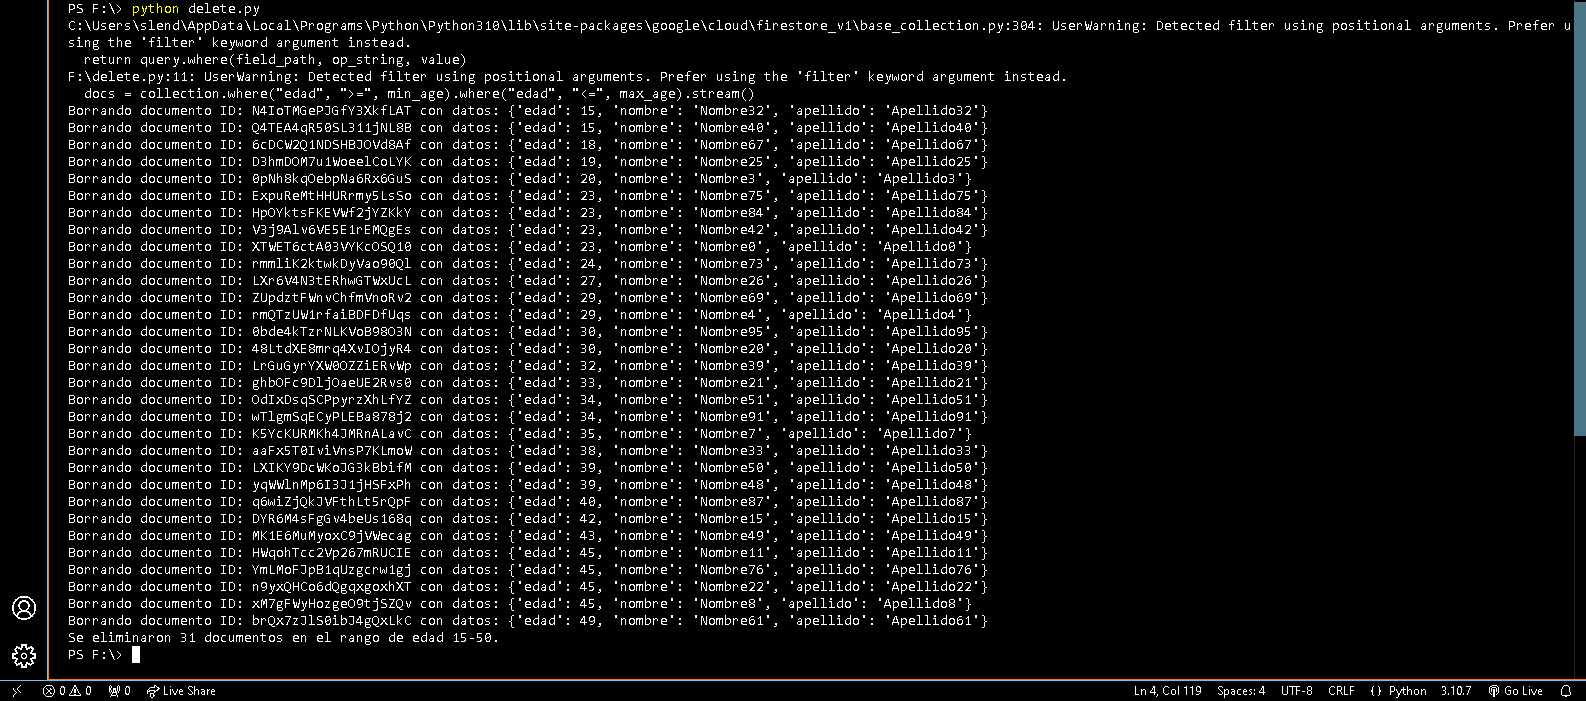 PS F:\> python delete.py
C:\Users\slend\AppData\Local\Programs\Python\Python310\lib\site-packages\google\cloud\firestore_v1\base_collection.py:304: UserWarning: Detected filter using positional arguments. Prefer u
sing the 'filter' keyword argument instead.
  return query.where(field_path, op_string, value)
F:\delete.py:11: UserWarning: Detected filter using positional arguments. Prefer using the 'filter' keyword argument instead.
  docs = collection.where("edad", ">=", min_age).where("edad", "<=", max_age).stream()
Borrando documento ID: N4IoTMGePJGfY3XkfLAT con datos: {'edad': 15, 'nombre': 'Nombre32', 'apellido': 'Apellido32'}
Borrando documento ID: Q4TEA4qR50SL311jNL8B con datos: {'edad': 15, 'nombre': 'Nombre40', 'apellido': 'Apellido40'}
Borrando documento ID: 6cDCW2Q1NDSHBJOVd8Af con datos: {'edad': 18, 'nombre': 'Nombre67', 'apellido': 'Apellido67'}
Borrando documento ID: D3hmDOM7u1WoeelCoLYK con datos: {'edad': 19, 'nombre': 'Nombre25', 'apellido': 'Apellido25'}
Borrando documento ID: 0pNh8kqOebpNa6Rx6GuS con datos: {'edad': 20, 'nombre': 'Nombre3', 'apellido': 'Apellido3'}
Borrando documento ID: ExpuReMtHHURrmy5LsSo con datos: {'edad': 23, 'nombre': 'Nombre75', 'apellido': 'Apellido75'}
Borrando documento ID: HpOYktsFKEVWf2jYZKkY con datos: {'edad': 23, 'nombre': 'Nombre84', 'apellido': 'Apellido84'}
Borrando documento ID: V3j9Alv6VE5E1rEMQgEs con datos: {'edad': 23, 'nombre': 'Nombre42', 'apellido': 'Apellido42'}
Borrando documento ID: XTWET6ctA03VYKcOSQ10 con datos: {'edad': 23, 'nombre': 'Nombre0', 'apellido': 'Apellido0'}
Borrando documento ID: rmmliK2ktwkDyVao90Ql con datos: {'edad': 24, 'nombre': 'Nombre73', 'apellido': 'Apellido73'}
Borrando documento ID: LXr6V4N3tERhwGTWxUcL con datos: {'edad': 27, 'nombre': 'Nombre26', 'apellido': 'Apellido26'}
Borrando documento ID: ZUpdztFWnvChfmVnoRv2 con datos: {'edad': 29, 'nombre': 'Nombre69', 'apellido': 'Apellido69'}
Borrando documento ID: rmQTzUW1rfaiBDFDfUqs con datos: {'edad': 29, 'nombre': 'Nombre4', 'apellido': 'Apellido4'}
Borrando documento ID: 0bde4kTzrNLKVoB98O3N con datos: {'edad': 30, 'nombre': 'Nombre95', 'apellido': 'Apellido95'}
Borrando documento ID: 48LtdXE8mrq4XvIOjyR4 con datos: {'edad': 30, 'nombre': 'Nombre20', 'apellido': 'Apellido20'}
Borrando documento ID: LrGuGyrYXW0OZZiERvWp con datos: {'edad': 32, 'nombre': 'Nombre39', 'apellido': 'Apellido39'}
Borrando documento ID: ghbOFc9DljOaeUE2Rvs0 con datos: {'edad': 33, 'nombre': 'Nombre21', 'apellido': 'Apellido21'}
Borrando documento ID: OdIxDsqSCPpyrzXhLfYZ con datos: {'edad': 34, 'nombre': 'Nombre51', 'apellido': 'Apellido51'}
Borrando documento ID: wTlgmSqECyPLEBa878j2 con datos: {'edad': 34, 'nombre': 'Nombre91', 'apellido': 'Apellido91'}
Borrando documento ID: K5YcKURMKh4JMRnALavC con datos: {'edad': 35, 'nombre': 'Nombre7', 'apellido': 'Apellido7'}
Borrando documento ID: aaFx5T0IviVnsP7KLmoW con datos: {'edad': 38, 'nombre': 'Nombre33', 'apellido': 'Apellido33'}
Borrando documento ID: LXIKY9DcWKoJG3kBbifM con datos: {'edad': 39, 'nombre': 'Nombre50', 'apellido': 'Apellido50'}
Borrando documento ID: yqWWlnMp6I3J1jHSFxPh con datos: {'edad': 39, 'nombre': 'Nombre48', 'apellido': 'Apellido48'}
Borrando documento ID: q6wiZjQkJVFthLt5rQpF con datos: {'edad': 40, 'nombre': 'Nombre87', 'apellido': 'Apellido87'}
Borrando documento ID: DYR6M4sFgGv4beUs168q con datos: {'edad': 42, 'nombre': 'Nombre15', 'apellido': 'Apellido15'}
Borrando documento ID: MK1E6MuMyoxC9jVWecag con datos: {'edad': 43, 'nombre': 'Nombre49', 'apellido': 'Apellido49'}
Borrando documento ID: HWqohTcc2Vp267mRUCIE con datos: {'edad': 45, 'nombre': 'Nombre11', 'apellido': 'Apellido11'}
Borrando documento ID: YmLMoFJpB1qUzgcrw1gj con datos: {'edad': 45, 'nombre': 'Nombre76', 'apellido': 'Apellido76'}
Borrando documento ID: n9yxQHCo6dQgqxgoxhXT con datos: {'edad': 45, 'nombre': 'Nombre22', 'apellido': 'Apellido22'}
Borrando documento ID: xM7gFWyHozgeO9tjSZQv con datos: {'edad': 45, 'nombre': 'Nombre8', 'apellido': 'Apellido8'}
Borrando documento ID: brQx7zJlS0ibJ4gQxLkC con datos: {'edad': 49, 'nombre': 'Nombre61', 'apellido': 'Apellido61'}
Se eliminaron 31 documentos en el rango de edad 15-50.
PS F:\>
0 0 0 Live Share Ln 4, Col 119 Spaces: 4 UTF-8 CRLF {} Python 3.10.7 Go Live